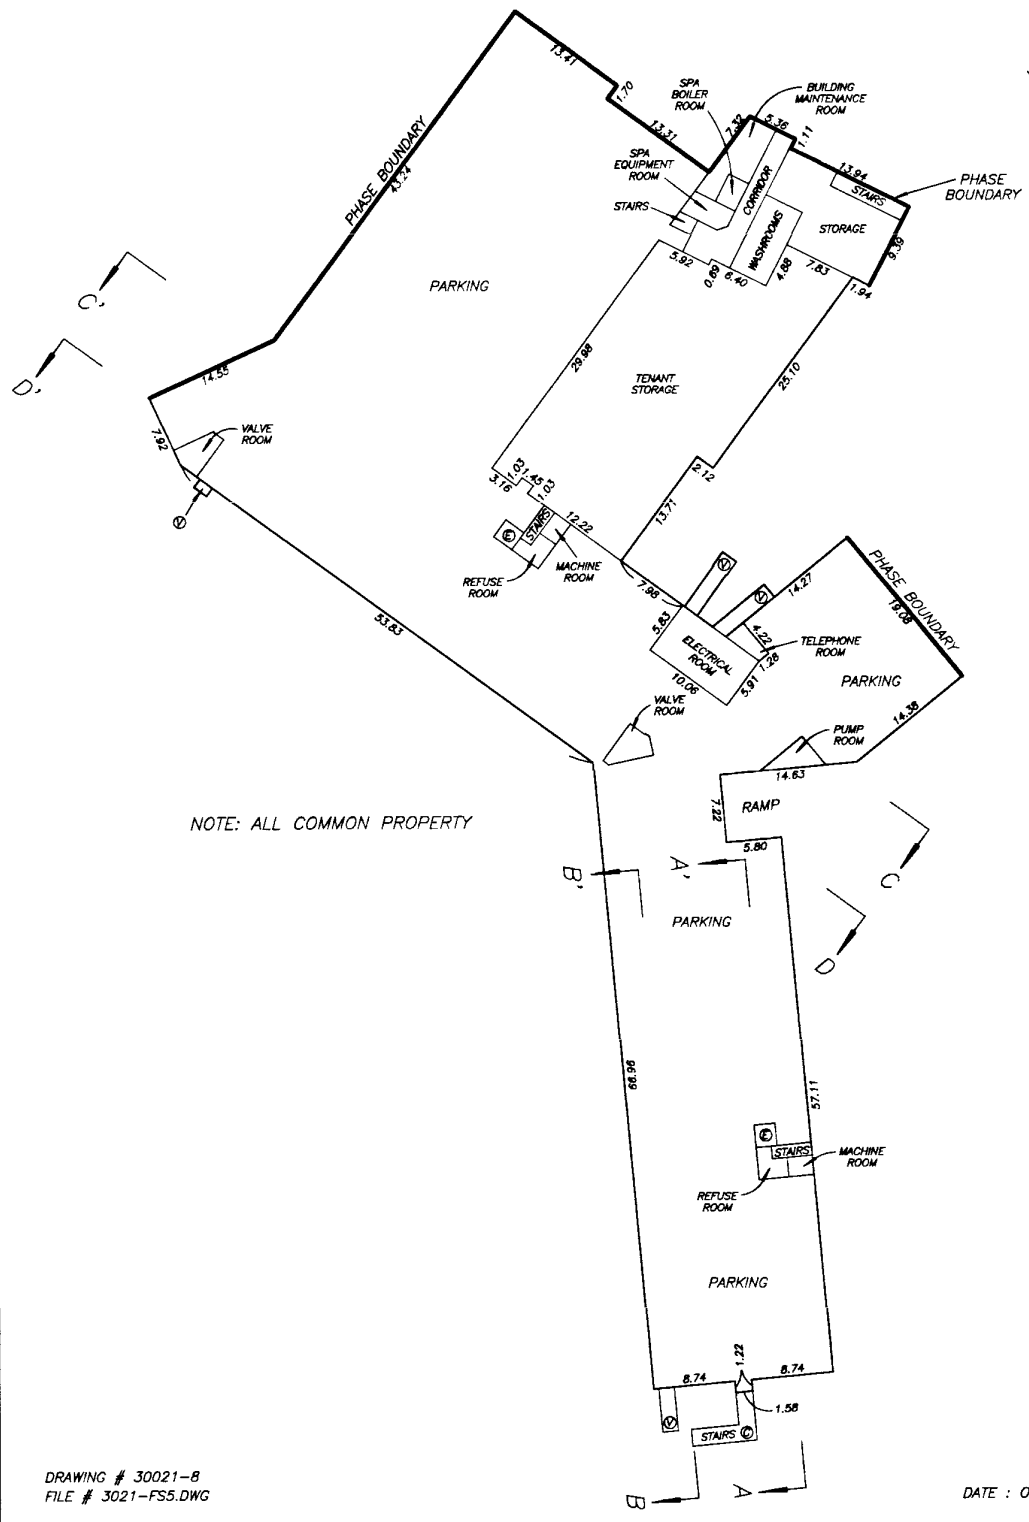 13.41
1.70
13.31
PHASE BOUNDARY
43.24
SPA
BOILER
ROOM
BUILDING
MAINTENANCE
ROOM
7.32
5.36
1.11
13.94
PHASE
BOUNDARY
SPA
EQUIPMENT
ROOM
STAIRS
CORRIDOR
WASHROOMS
STAIRS
STORAGE
9.39
5.92
0.89
6.40
4.88
7.83
1.94
PARKING
C'
D'
14.55
29.98
TENANT
STORAGE
25.10
7.92
VALVE
ROOM
V
3.16
1.03
1.45
1.03
2.12
13.71
12.22
E
STAIRS
REFUSE
ROOM
MACHINE
ROOM
7.98
V
V
14.27
PHASE BOUNDARY
19.08
5.83
ELECTRICAL
ROOM
4.22
TELEPHONE
ROOM
1.28
5.91
10.06
PARKING
53.83
VALVE
ROOM
14.38
PUMP
ROOM
14.63
7.22
RAMP
5.80
NOTE: ALL COMMON PROPERTY
B'
A'
C
D
PARKING
66.96
57.11
E
STAIRS
MACHINE
ROOM
REFUSE
ROOM
PARKING
1.22
8.74
8.74
1.58
V
STAIRS
C
B
A
DRAWING # 30021-8
FILE # 3021-FS5.DWG
DATE : O